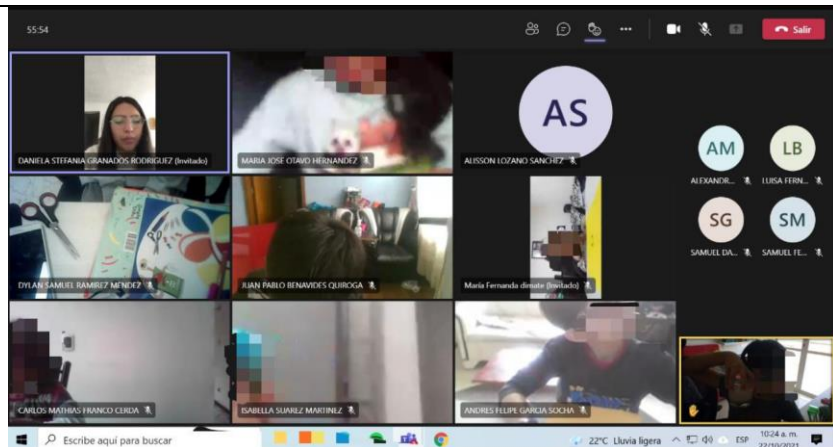 55:54
Salir
DANIELA STEFANIA GRANADOS RODRIGUEZ (Invitado)
MARIA JOSE OTAVO HERNANDEZ
AS
ALISSON LOZANO SANCHEZ
AM
ALEXANDR...
LB
LUISA FERN...
SG
SAMUEL DA...
SM
SAMUEL FE...
DYLAN SAMUEL RAMIREZ MENDEZ
JUAN PABLO BENAVIDES QUIROGA
María Fernanda dimate (Invitado)
CARLOS MATHIAS FRANCO CERDA
ISABELLA SUAREZ MARTINEZ
ANDRES FELIPE GARCIA SOCHA
Escribe aquí para buscar
22°C Lluvia ligera
ESP
10:24 a. m.
22/10/2021